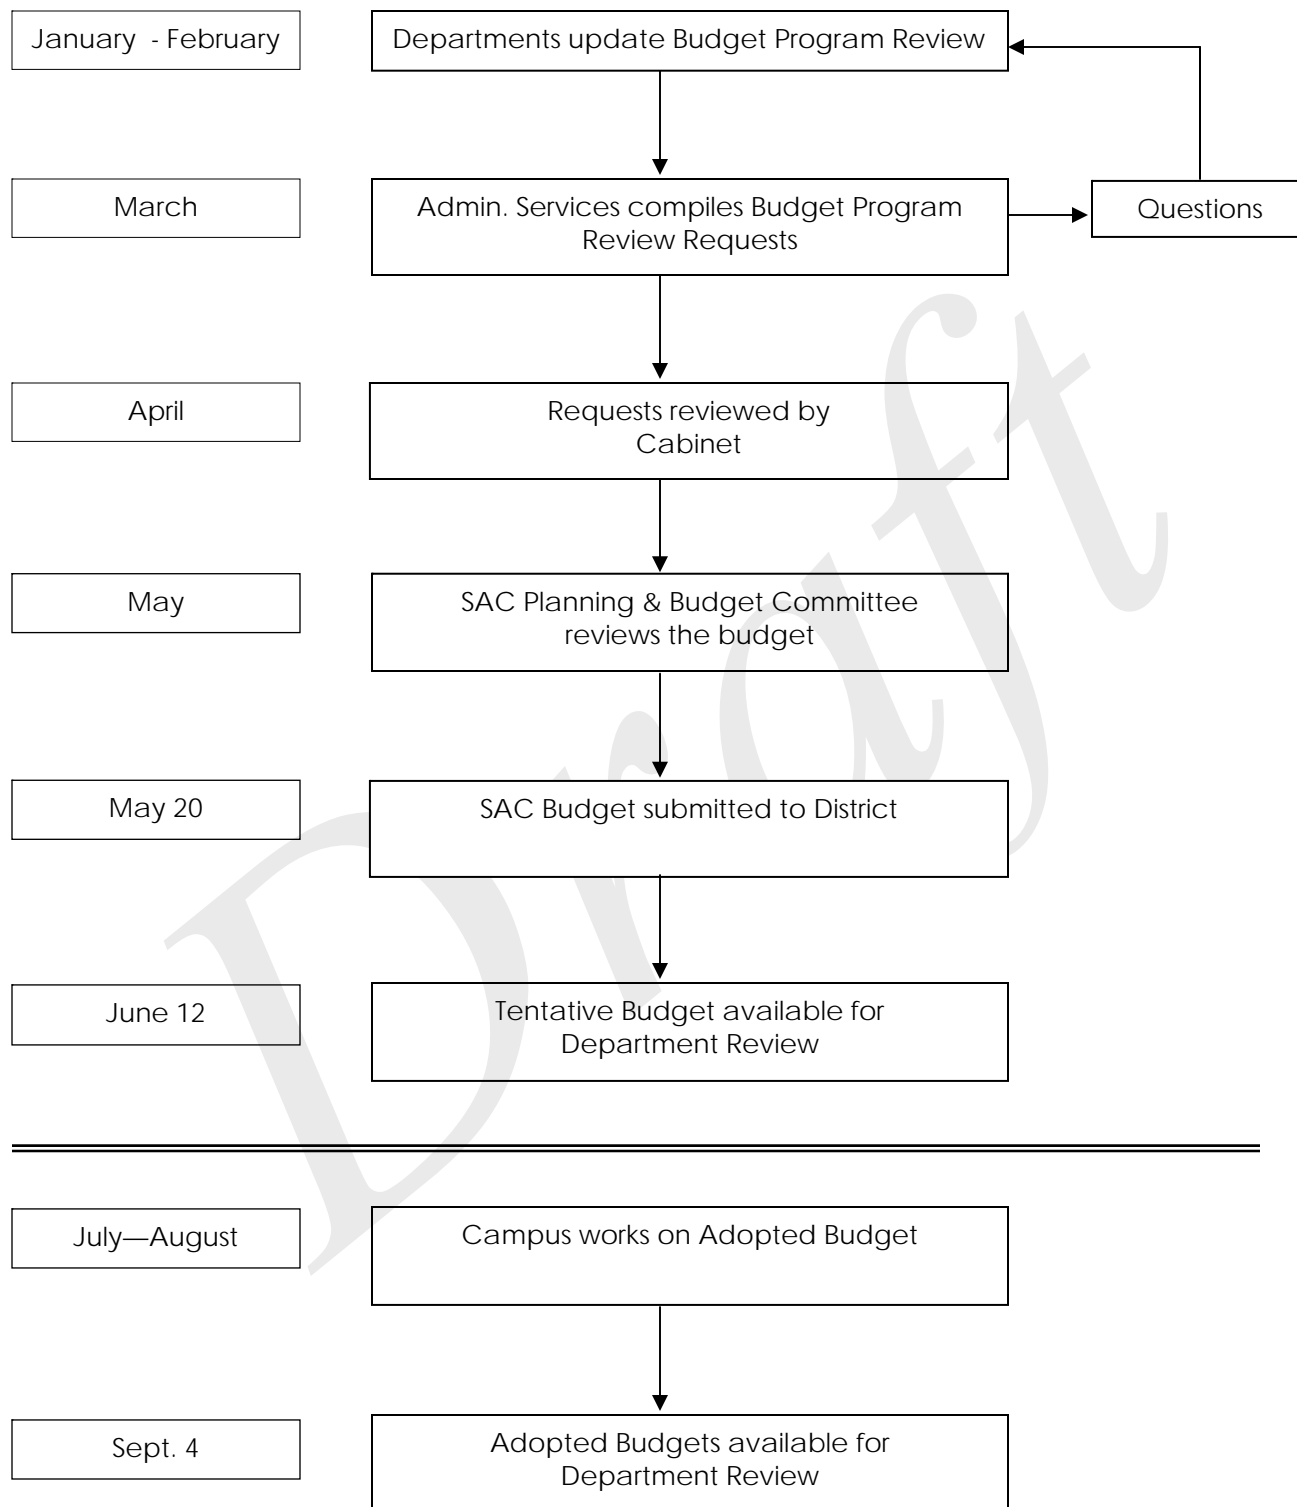 January - February
Departments update Budget Program Review
March
Admin. Services compiles Budget Program
Review Requests
Questions
April
Requests reviewed by
Cabinet
May
SAC Planning & Budget Committee
reviews the budget
May 20
SAC Budget submitted to District
June 12
Tentative Budget available for
Department Review
July—August
Campus works on Adopted Budget
Sept. 4
Adopted Budgets available for
Department Review
Draft